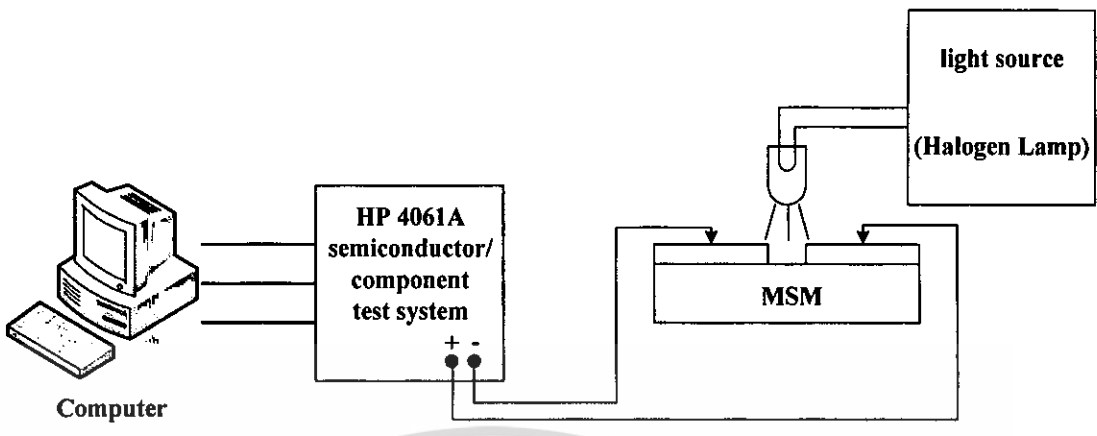 light source
(Halogen Lamp)
HP 4061A
semiconductor/
component
test system
+ -
MSM
Computer